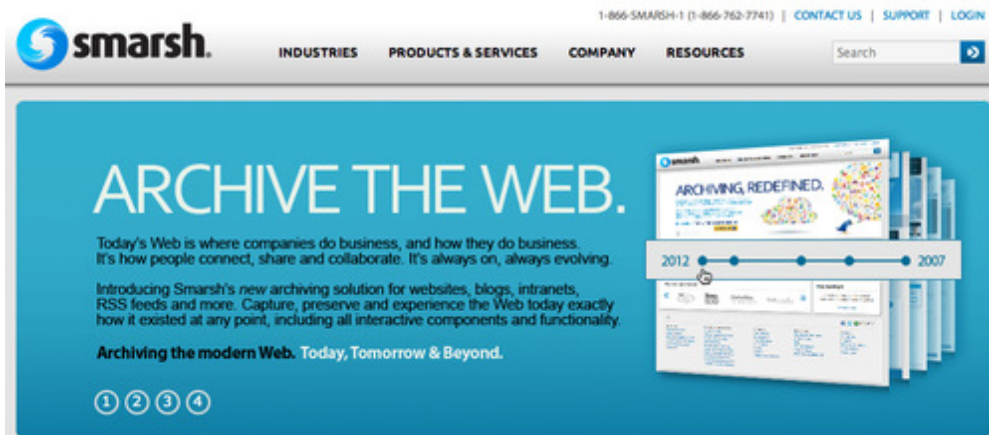 1-866-SMARSH-1 (1-866-762-7741) | CONTACT US | SUPPORT | LOGIN
smarsh.
INDUSTRIES PRODUCTS & SERVICES COMPANY RESOURCES Search
ARCHIVE THE WEB.
Today's Web is where companies do business, and how they do business.
It's how people connect, share and collaborate. It's always on, always evolving.
Introducing Smarsh's new archiving solution for websites, blogs, intranets,
RSS feeds and more. Capture, preserve and experience the Web today exactly
how it existed at any point, including all interactive components and functionality.
Archiving the modern Web. Today, Tomorrow & Beyond.
1 2 3 4
smarsh
ARCHIVING, REDEFINED.
2012 2007